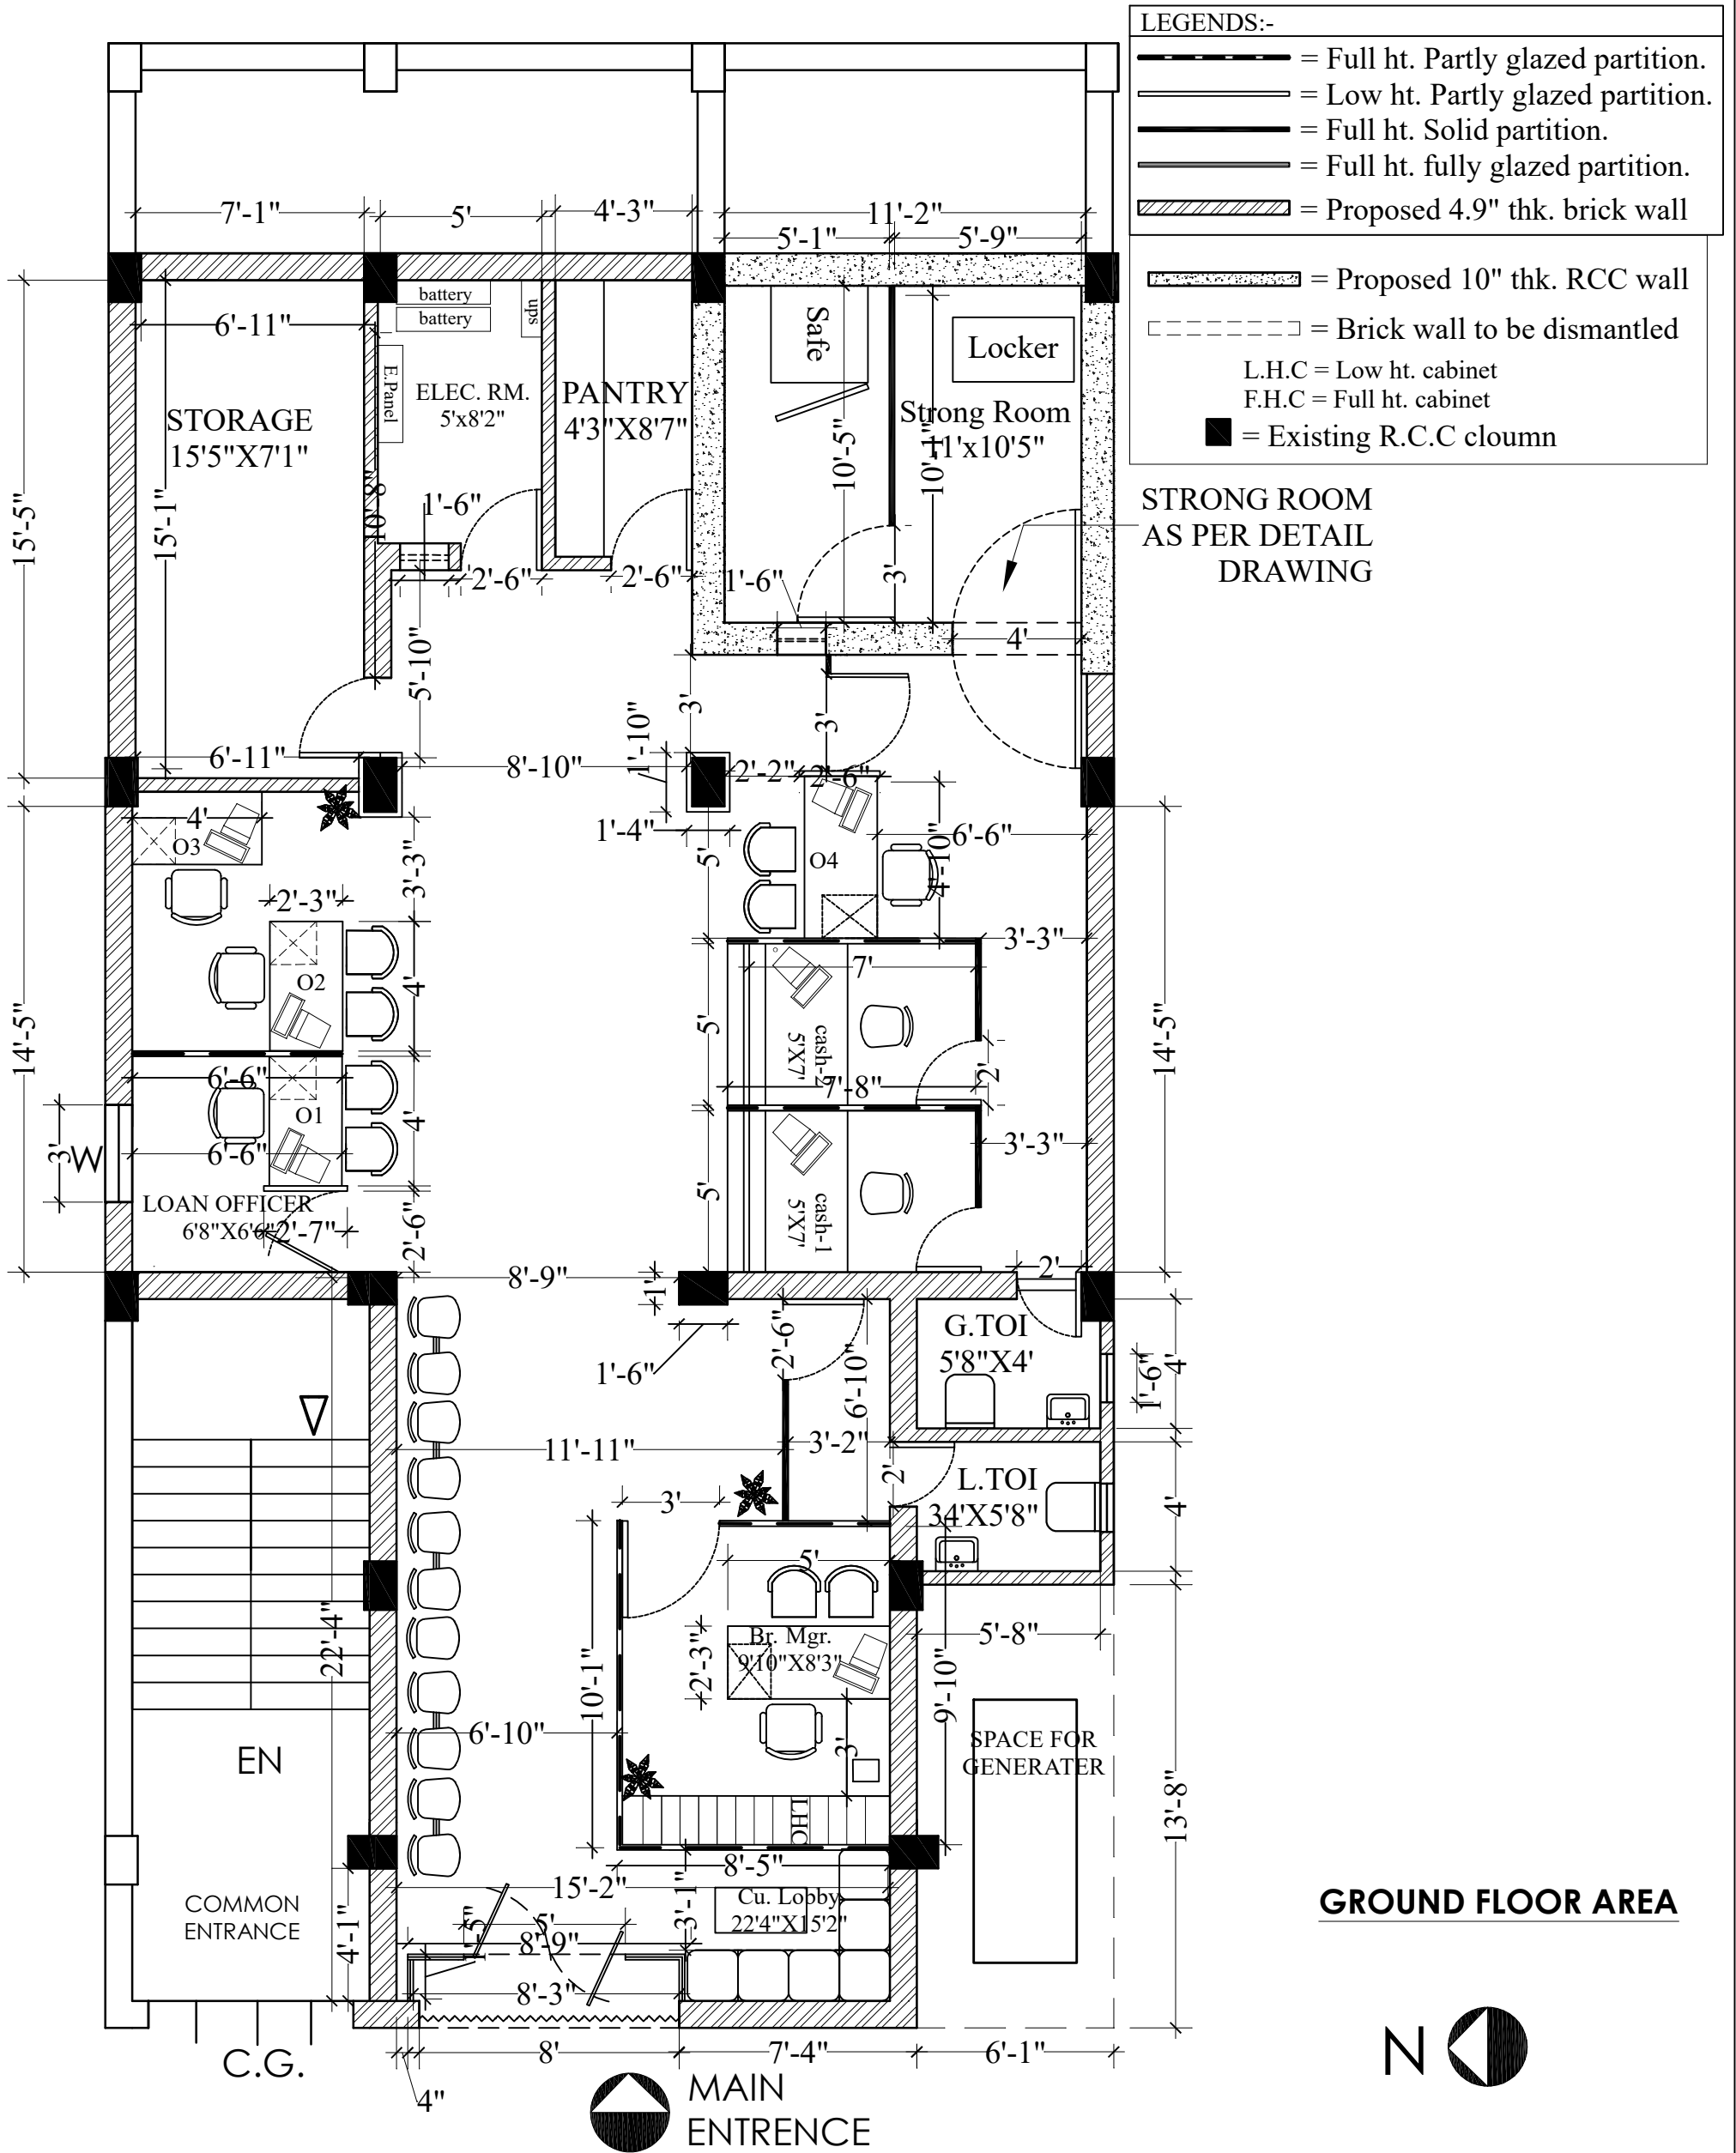 LEGENDS:-
= Full ht. Partly glazed partition.
= Low ht. Partly glazed partition.
= Full ht. Solid partition.
= Full ht. fully glazed partition.
= Proposed 4.9" thk. brick wall
= Proposed 10" thk. RCC wall
= Brick wall to be dismantled
L.H.C = Low ht. cabinet
F.H.C = Full ht. cabinet
= Existing R.C.C cloumn
STRONG ROOM
AS PER DETAIL
DRAWING
7'-1"
5'
4'-3"
11'-2"
5'-1"
5'-9"
battery
battery
ups
6'-11"
E.Panel
ELEC. RM.
5'x8'2"
PANTRY
4'3"X8'7"
STORAGE
15'5"X7'1"
Safe
Locker
Strong Room
11'x10'5"
10'-5"
10'-1"
15'-5"
15'-1"
10'-8"
1'-6"
2'-6"
2'-6"
1'-6"
3'
4'
5'-10"
3'
3'
1'-10"
6'-11"
8'-10"
2'-2"
2'-6"
1'-4"
4'
O3
3'-3"
5'
O4
4'-10"
6'-6"
2'-3"
3'-3"
O2
4'
7'
cash-2
5'X7'
5'
2'
14'-5"
14'-5"
6'-6"
7'-8"
O1
4'
3'
W
6'-6"
3'-3"
LOAN OFFICER
6'8"X6'6"
2'-7"
2'-6"
5'
cash-1
5'X7'
8'-9"
1'
2'
1'-6"
2'-6"
6'-10"
G.TOI
5'8"X4'
1'-6"
4'
11'-11"
3'-2"
2'
L.TOI
34'X5'8"
4'
3'
5'
22'-4"
10'-1"
2'-3"
Br. Mgr.
9'10"X8'3"
9'-10"
5'-8"
6'-10"
3'
SPACE FOR
GENERATER
EN
LHC
13'-8"
8'-5"
15'-2"
3'-1"
Cu. Lobby
22'4"X15'2"
COMMON
ENTRANCE
4'-1"
1'-5"
5'
8'-9"
8'-3"
GROUND FLOOR AREA
C.G.
4"
8'
7'-4"
6'-1"
MAIN
ENTRENCE
N